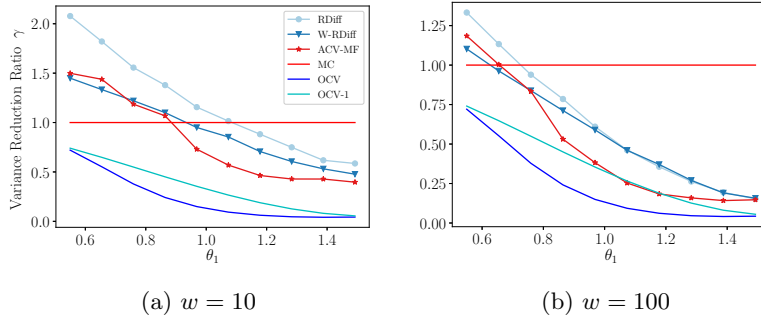 Variance Reduction Ratio γ
2.0
1.5
1.0
0.5
0.0
RDiff
W-RDiff
ACV-MF
MC
OCV
OCV-1
0.6 0.8 1.0 1.2 1.4
θ₁
(a) w = 10
1.25
1.00
0.75
0.50
0.25
0.00
0.6 0.8 1.0 1.2 1.4
θ₁
(b) w = 100